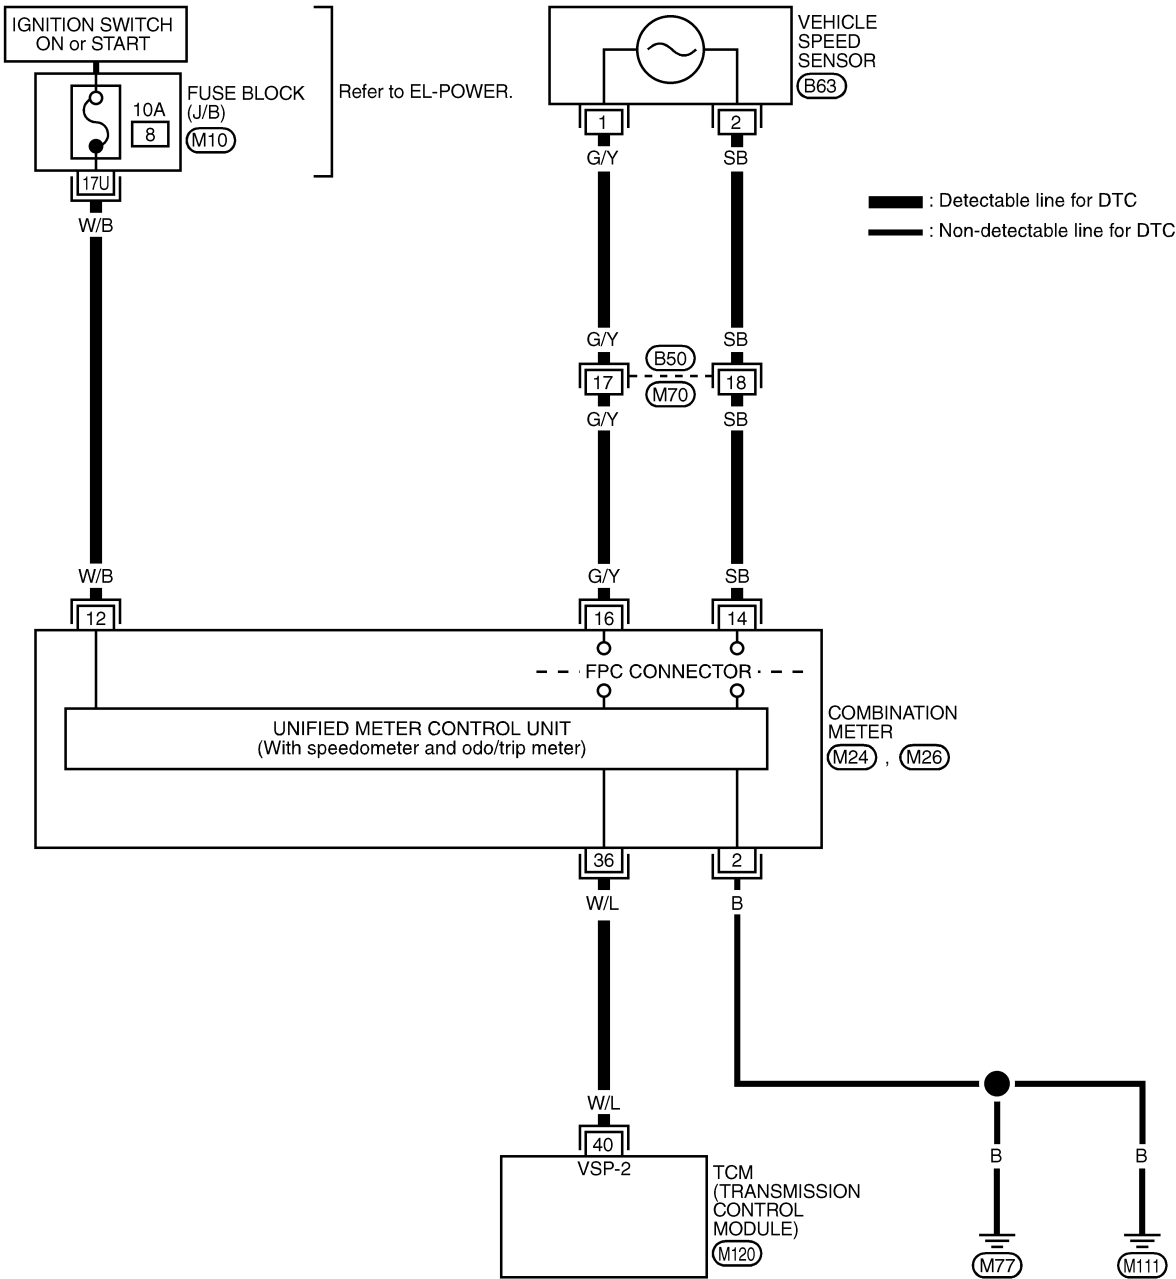 IGNITION SWITCH
ON or START
FUSE BLOCK
(J/B)
M10
10A
8
17U
Refer to EL-POWER.
VEHICLE
SPEED
SENSOR
B63
1
2
G/Y
SB
: Detectable line for DTC
: Non-detectable line for DTC
W/B
G/Y
SB
B50
17
18
M70
G/Y
SB
W/B
G/Y
SB
12
16
14
FPC CONNECTOR
UNIFIED METER CONTROL UNIT
(With speedometer and odo/trip meter)
COMBINATION
METER
M24 , M26
36
2
W/L
B
W/L
40
VSP-2
TCM
(TRANSMISSION
CONTROL
MODULE)
M120
B
B
M77
M111